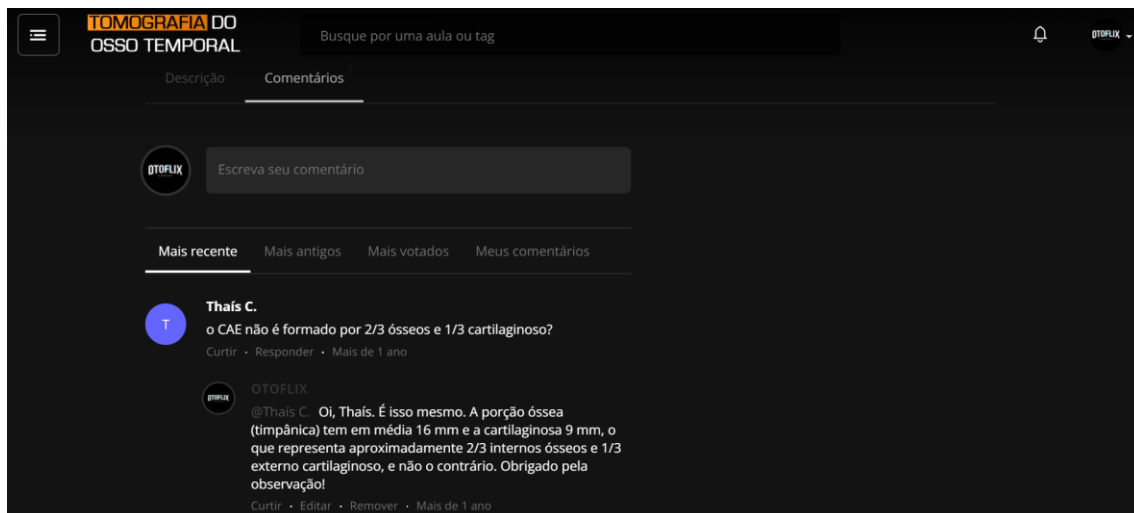 TOMOGRAFIA DO
OSSO TEMPORAL
Busque por uma aula ou tag
OTOFLIX
Descrição
Comentários
OTOFLIX
Escreva seu comentário
Mais recente
Mais antigos
Mais votados
Meus comentários
T
Thaís C.
o CAE não é formado por 2/3 ósseos e 1/3 cartilaginoso?
Curtir • Responder • Mais de 1 ano
OTOFLIX
OTOFLIX
@Thaís C. Oi, Thaís. É isso mesmo. A porção óssea
(timpânica) tem em média 16 mm e a cartilaginosa 9 mm, o
que representa aproximadamente 2/3 internos ósseos e 1/3
externo cartilaginoso, e não o contrário. Obrigado pela
observação!
Curtir • Editar • Remover • Mais de 1 ano